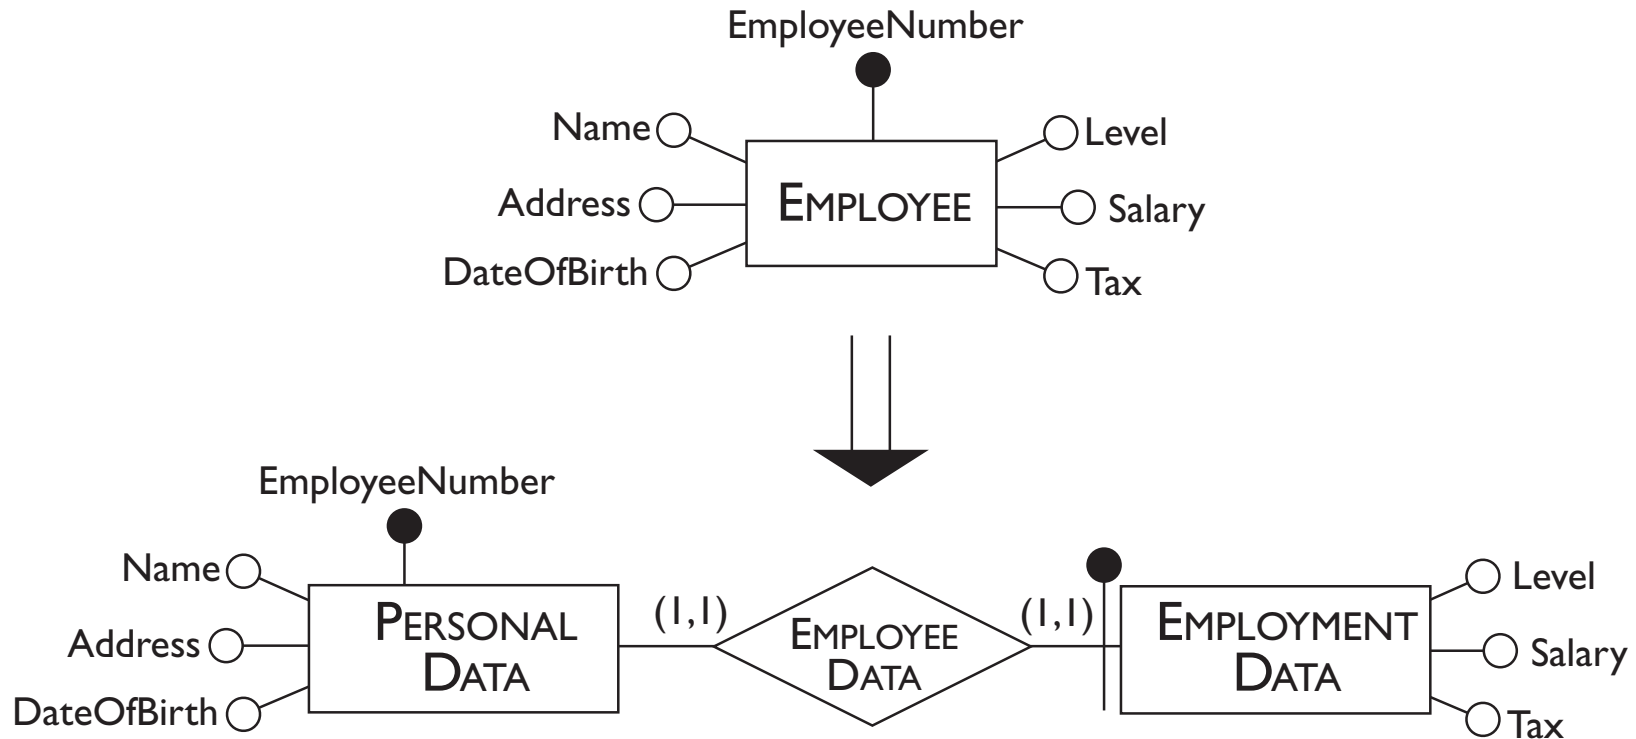 EmployeeNumber
Name
Level
Address
EMPLOYEE
Salary
DateOfBirth
Tax
EmployeeNumber
Name
Level
(1,1)
(1,1)
PERSONAL
DATA
EMPLOYEE
DATA
EMPLOYMENT
DATA
Address
Salary
DateOfBirth
Tax